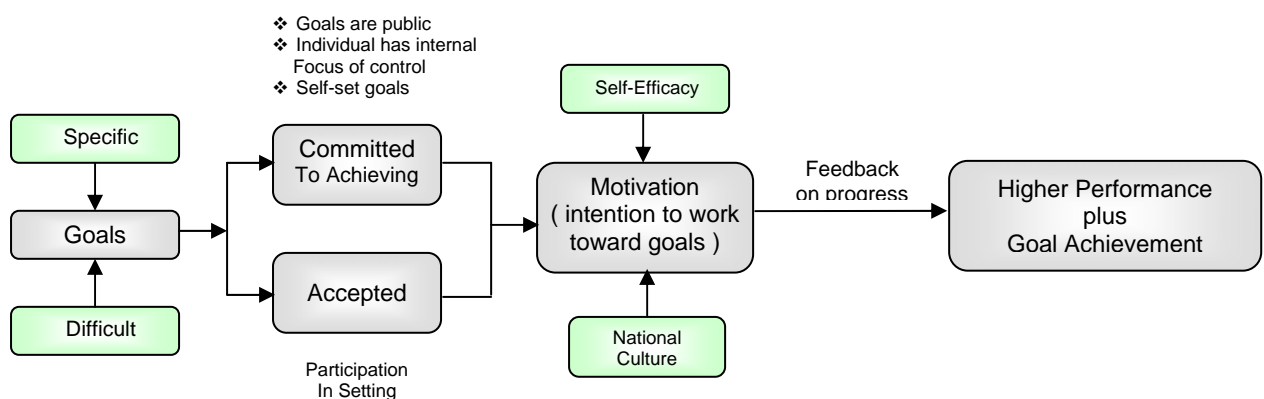 ❖ Goals are public
❖ Individual has internal
Focus of control
❖ Self-set goals
Specific
Goals
Difficult
Committed
To Achieving
Accepted
Participation
In Setting
Self-Efficacy
Motivation
( intention to work
toward goals )
National
Culture
Feedback
on progress
Higher Performance
plus
Goal Achievement